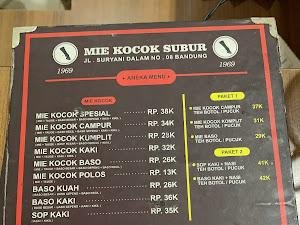 MIE KOCOK SUBUR
JL. SURYANI DALAM NO. 08 BANDUNG
1969
1969
ANEKA MENU
MIE KOCOK
MIE KOCOK SPESIAL RP. 38K
MIE KOCOK CAMPUR RP. 34K
MIE KOCOK KUMPLIT RP.
MIE KOCOK KAKI RP. 32K
MIE KOCOK BASO RP. 26K
MIE KOCOK POLOS RP. 13K
BASO KUAH RP. 26K
BASO KAKI RP. 36K
SOP KAKI RP. 35K
PAKET 1
MIE KOCOK CAMPUR 37K
TEH BOTOL / PUCUK
MIE KOCOK KUMPLIT
TEH BOTOL / PUCUK
MIE BASO 29K
TEH BOTOL / PUCUK
PAKET 2
SOP KAKI + NASI 41K
TEH BOTOL / PUCUK
BASO KAKI + NASI 42K
TEH BOTOL / PUCUK